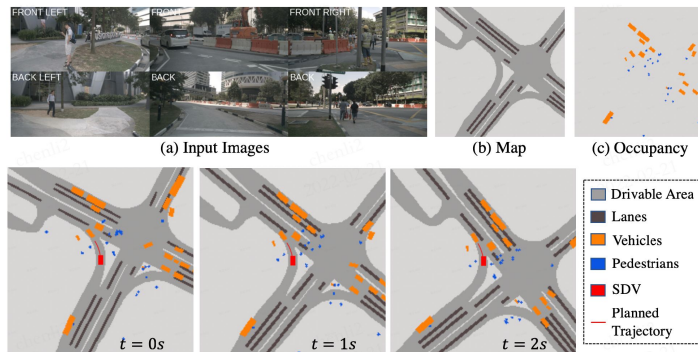 FRONT LEFT
FRONT
FRONT RIGHT
BACK LEFT
BACK
(a) Input Images
(b) Map
(c) Occupancy
t = 0s
t = 1s
t = 2s
Drivable Area
Lanes
Vehicles
Pedestrians
SDV
Planned
Trajectory